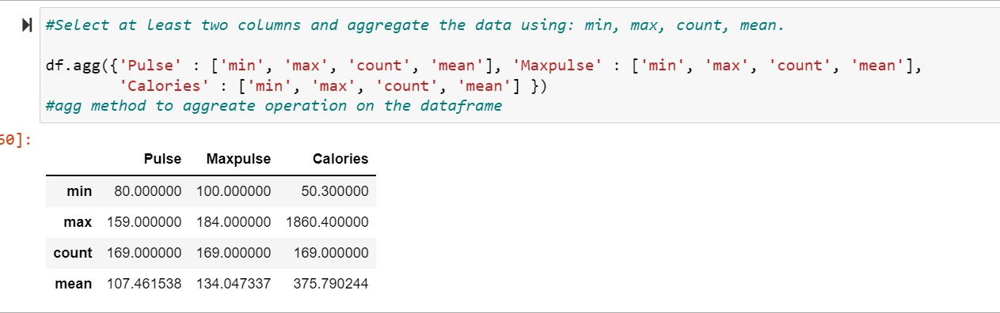 #Select at least two columns and aggregate the data using: min, max, count, mean.
df.agg({'Pulse' : ['min', 'max', 'count', 'mean'], 'Maxpulse' : ['min', 'max', 'count', 'mean'],
'Calories' : ['min', 'max', 'count', 'mean'] })
#agg method to aggreate operation on the dataframe
60]:
Pulse Maxpulse Calories
min 80.000000 100.000000 50.300000
max 159.000000 184.000000 1860.400000
count 169.000000 169.000000 169.000000
mean 107.461538 134.047337 375.790244